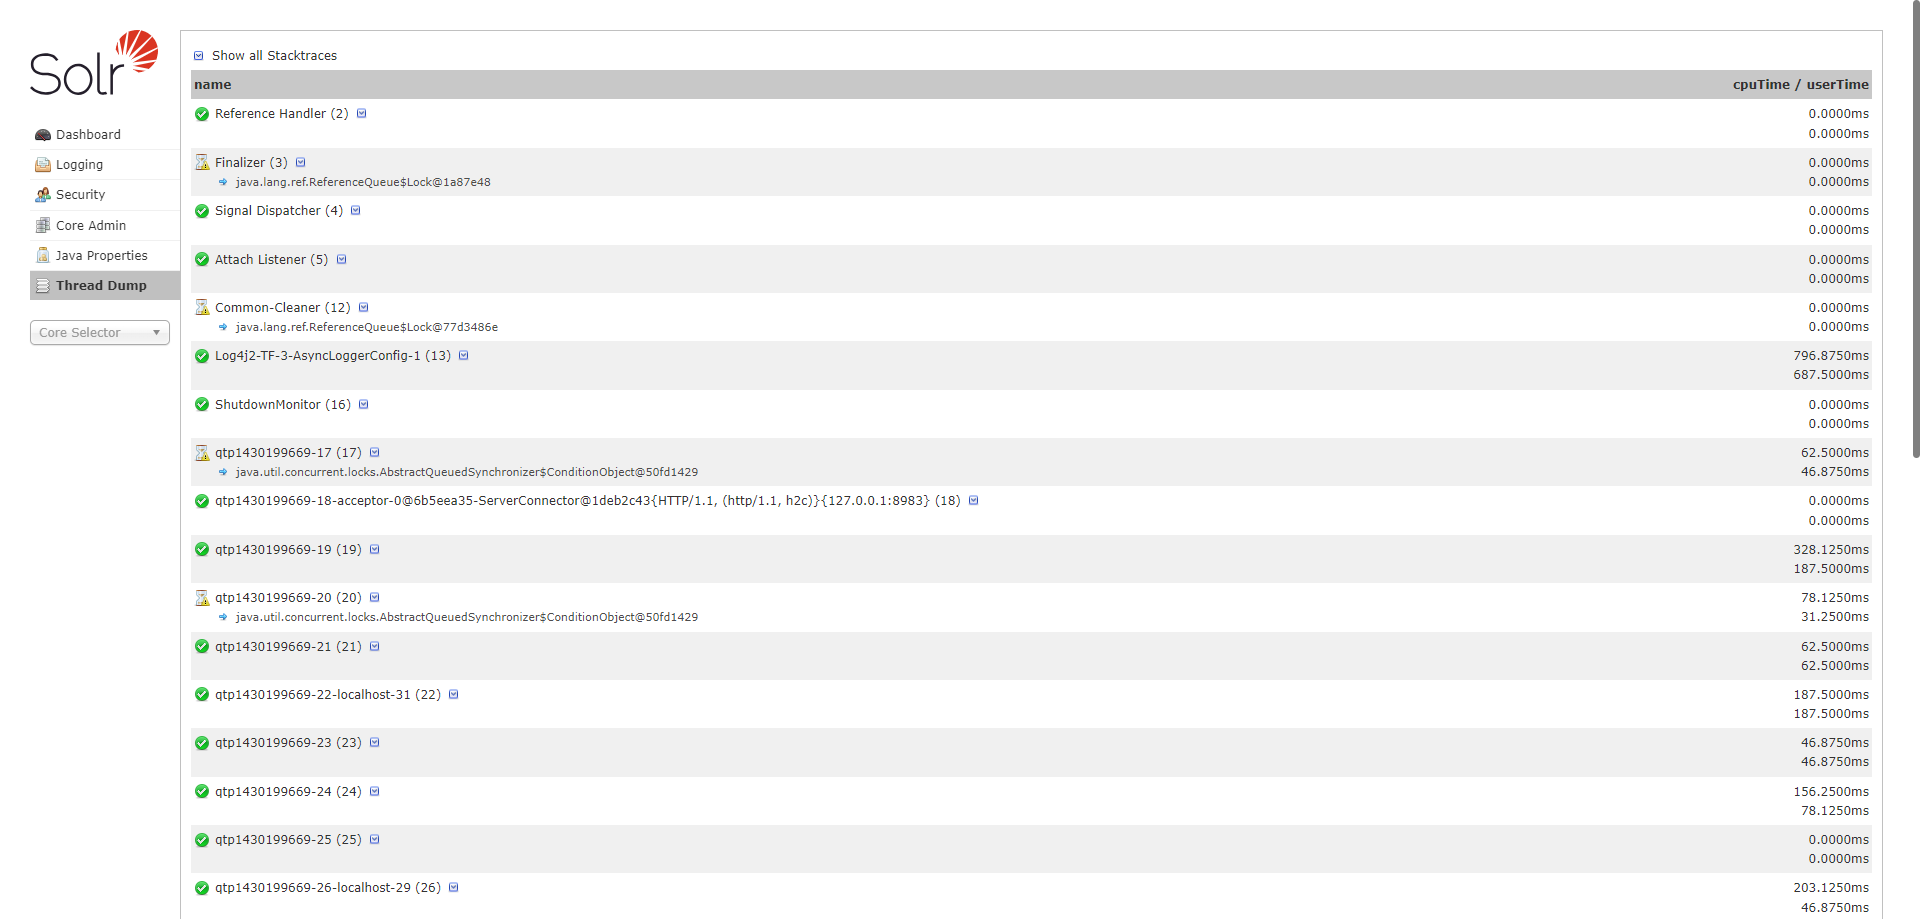 Solr
Dashboard
Logging
Security
Core Admin
Java Properties
Thread Dump
Core Selector
Show all Stacktraces
name cpuTime / userTime
Reference Handler (2) 0.0000ms
0.0000ms
Finalizer (3) 0.0000ms
java.lang.ref.ReferenceQueue$Lock@1a87e48 0.0000ms
Signal Dispatcher (4) 0.0000ms
0.0000ms
Attach Listener (5) 0.0000ms
0.0000ms
Common-Cleaner (12) 0.0000ms
java.lang.ref.ReferenceQueue$Lock@77d3486e 0.0000ms
Log4j2-TF-3-AsyncLoggerConfig-1 (13) 796.8750ms
687.5000ms
ShutdownMonitor (16) 0.0000ms
0.0000ms
qtp1430199669-17 (17) 62.5000ms
java.util.concurrent.locks.AbstractQueuedSynchronizer$ConditionObject@50fd1429 46.8750ms
qtp1430199669-18-acceptor-0@6b5eea35-ServerConnector@1deb2c43{HTTP/1.1, (http/1.1, h2c)}{127.0.0.1:8983} (18) 0.0000ms
0.0000ms
qtp1430199669-19 (19) 328.1250ms
187.5000ms
qtp1430199669-20 (20) 78.1250ms
java.util.concurrent.locks.AbstractQueuedSynchronizer$ConditionObject@50fd1429 31.2500ms
qtp1430199669-21 (21) 62.5000ms
62.5000ms
qtp1430199669-22-localhost-31 (22) 187.5000ms
187.5000ms
qtp1430199669-23 (23) 46.8750ms
46.8750ms
qtp1430199669-24 (24) 156.2500ms
78.1250ms
qtp1430199669-25 (25) 0.0000ms
0.0000ms
qtp1430199669-26-localhost-29 (26) 203.1250ms
46.8750ms